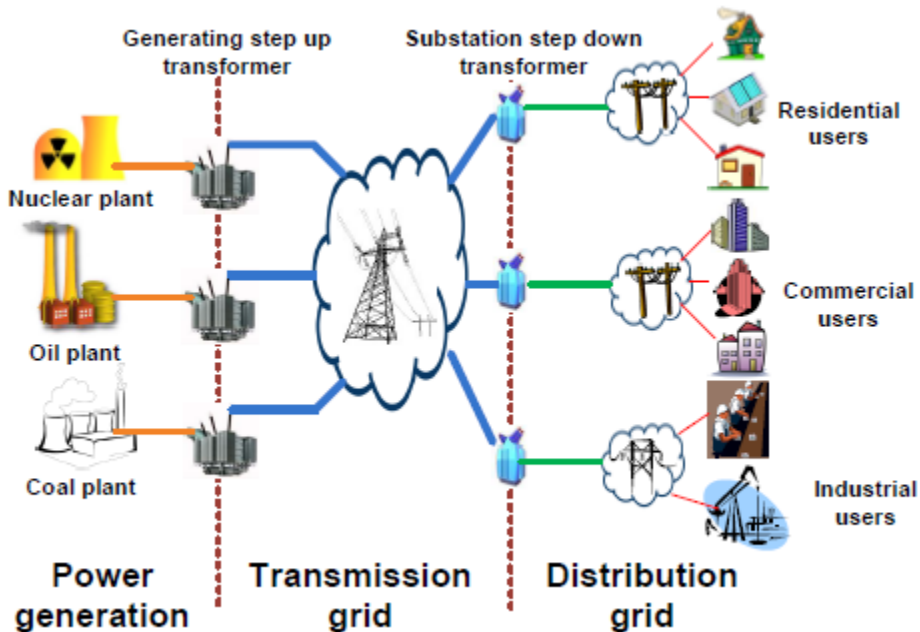 Generating step up
transformer
Substation step down
transformer
Nuclear plant
Oil plant
Coal plant
Residential
users
Commercial
users
Industrial
users
Power
generation
Transmission
grid
Distribution
grid